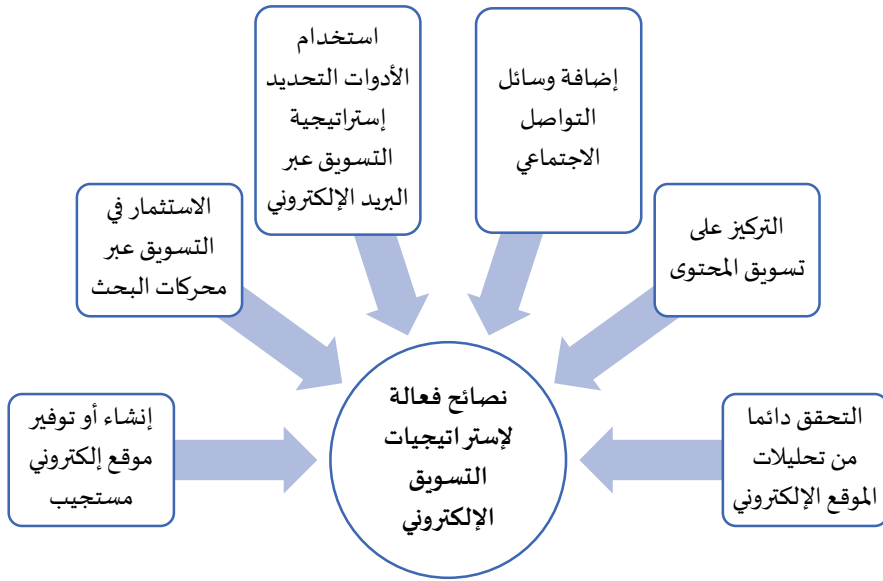 إضافة وسائل
التواصل
الاجتماعي
استخدام
الأدوات التحديد
إستراتيجية
التسويق عبر
البريد الإلكتروني
التركيز على
تسويق المحتوى
الاستثمار في
التسويق عبر
محركات البحث
التحقق دائما
من تحليلات
الموقع الإلكتروني
نصائح فعالة
لإستراتيجيات
التسويق
الإلكتروني
إنشاء أو توفير
موقع إلكتروني
مستجيب